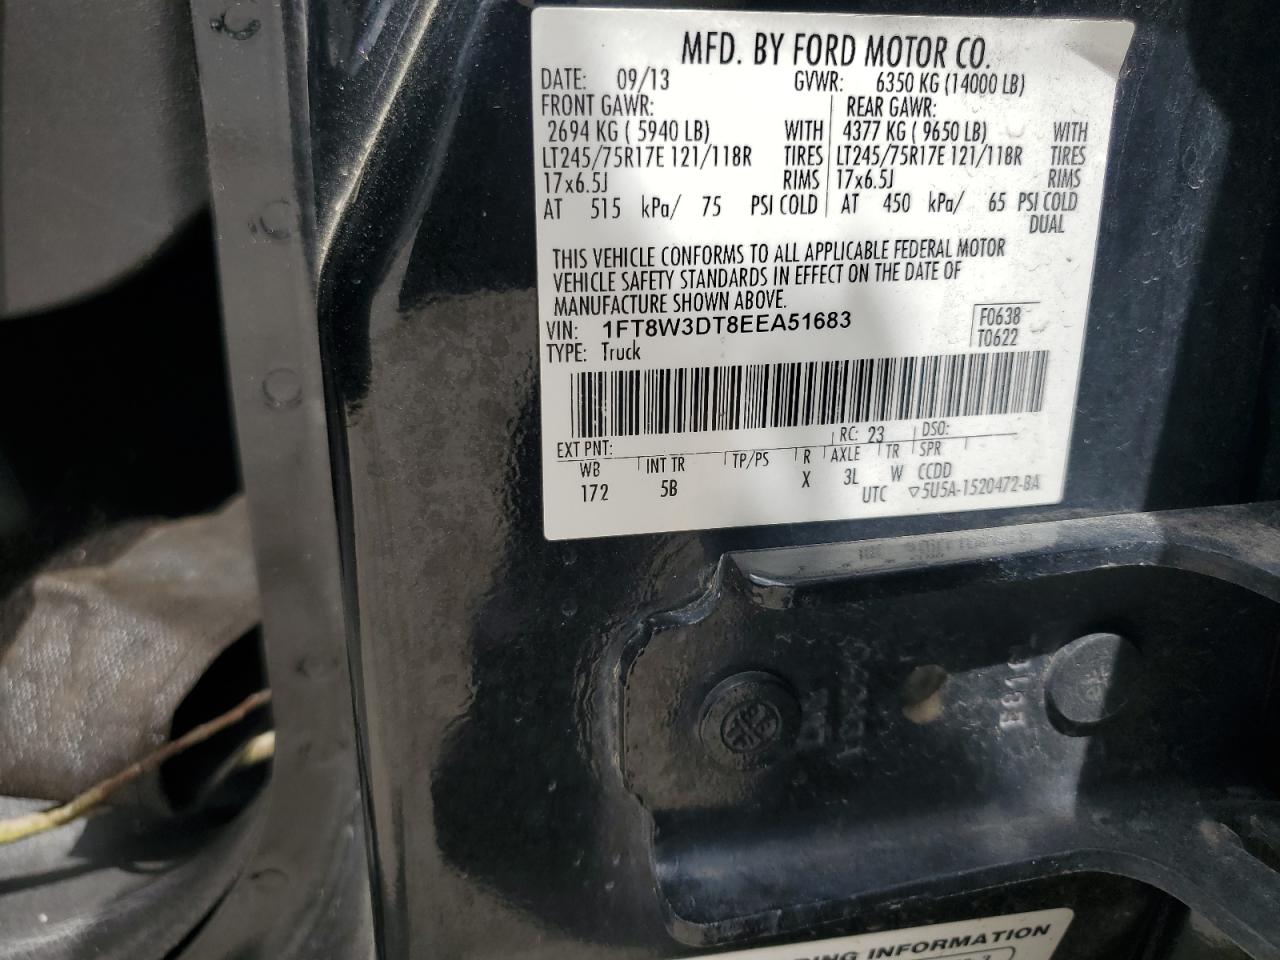 MFD. BY FORD MOTOR CO.
DATE: 09/13 GVWR: 6350 KG (14000 LB)
FRONT GAWR: REAR GAWR:
2694 KG ( 5940 LB) WITH 4377 KG ( 9650 LB) WITH
LT245/75R17E 121/118R TIRES LT245/75R17E 121/118R TIRES
17x6.5J RIMS 17x6.5J RIMS
AT 515 kPa/ 75 PSI COLD AT 450 kPa/ 65 PSI COLD
DUAL
THIS VEHICLE CONFORMS TO ALL APPLICABLE FEDERAL MOTOR
VEHICLE SAFETY STANDARDS IN EFFECT ON THE DATE OF
MANUFACTURE SHOWN ABOVE.
VIN: 1FT8W3DT8EEA51683 F0638
TYPE: Truck T0622
EXT PNT: RC: 23 DSO:
WB INT TR TP/PS R AXLE TR SPR
172 5B X 3L W CCDD
UTC ▽5U5A-1520472-BA
INFORMATION